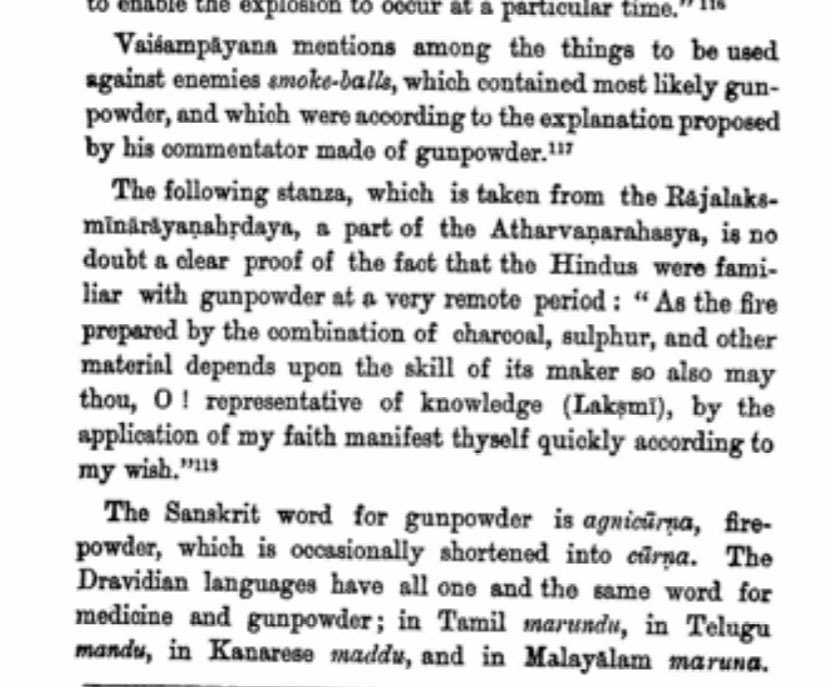 to enable the explosion to occur at a particular time." 116
Vaiśampāyana mentions among the things to be used
against enemies smoke-balls, which contained most likely gun-
powder, and which were according to the explanation proposed
by his commentator made of gunpowder.¹¹⁷
The following stanza, which is taken from the Rājalaks-
mīnārāyaṇahṛdaya, a part of the Atharvaṇarahasya, is no
doubt a clear proof of the fact that the Hindus were fami-
liar with gunpowder at a very remote period : "As the fire
prepared by the combination of charcoal, sulphur, and other
material depends upon the skill of its maker so also may
thou, O ! representative of knowledge (Lakṣmī), by the
application of my faith manifest thyself quickly according to
my wish."¹¹⁸
The Sanskrit word for gunpowder is agnicūrṇa, fire-
powder, which is occasionally shortened into cūrṇa. The
Dravidian languages have all one and the same word for
medicine and gunpowder; in Tamil marundu, in Telugu
mandu, in Kanarese maddu, and in Malayālam maruna.